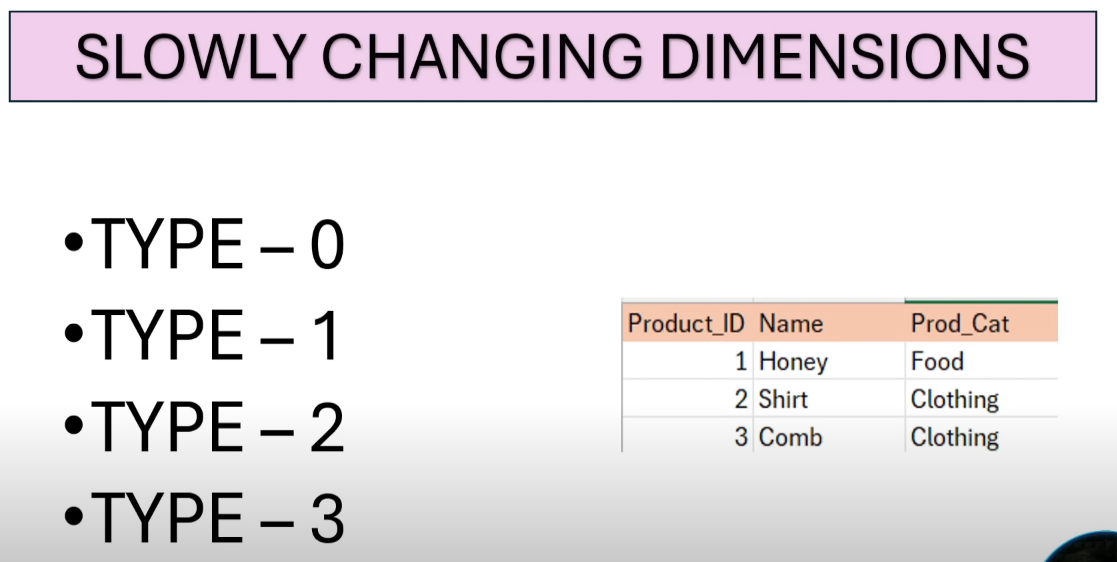 SLOWLY CHANGING DIMENSIONS
•TYPE – 0
•TYPE – 1
•TYPE – 2
•TYPE – 3
Product_ID Name Prod_Cat
1 Honey Food
2 Shirt Clothing
3 Comb Clothing